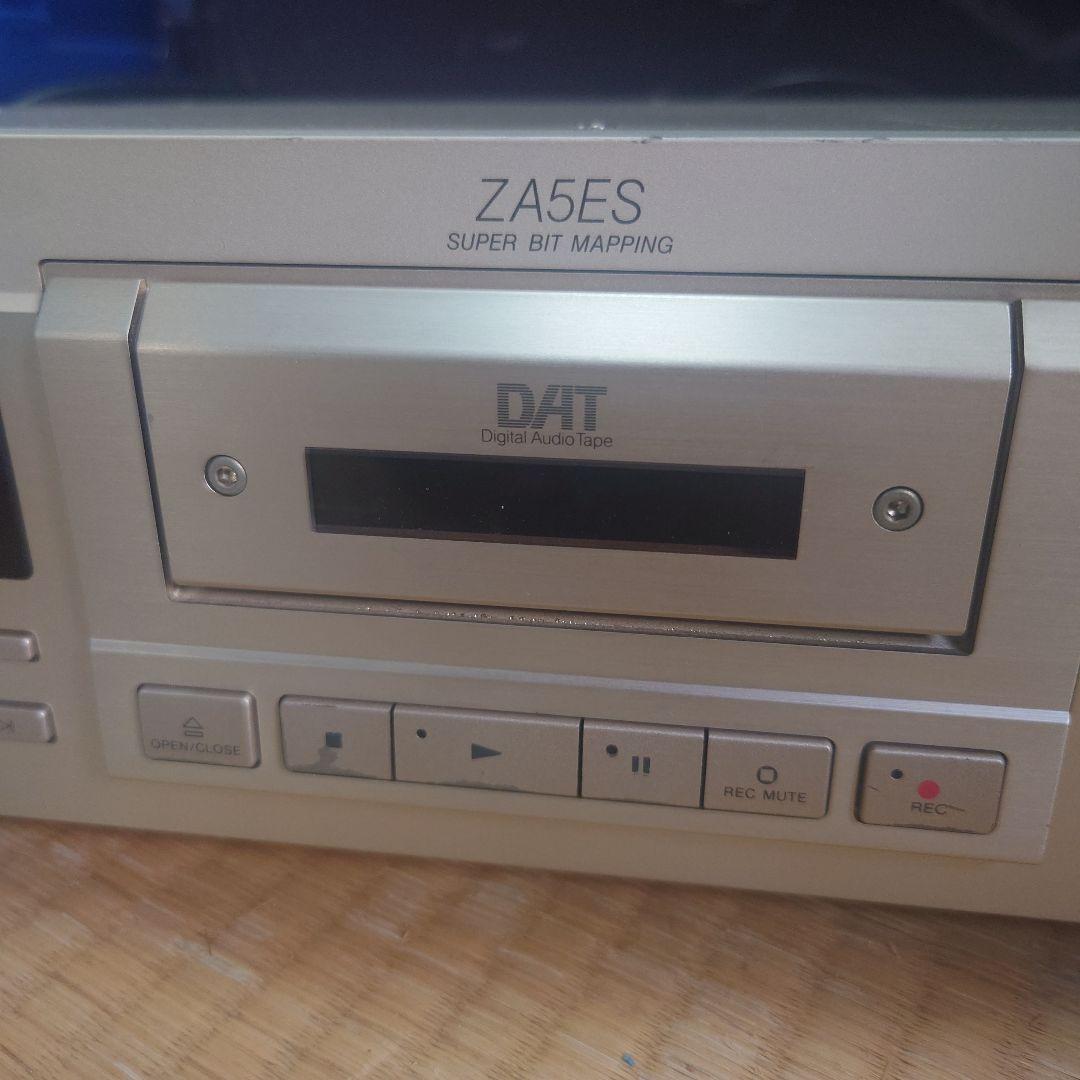 ZA5ES
SUPER BIT MAPPING
DAT
Digital Audio Tape
OPEN/CLOSE
REC MUTE
REC